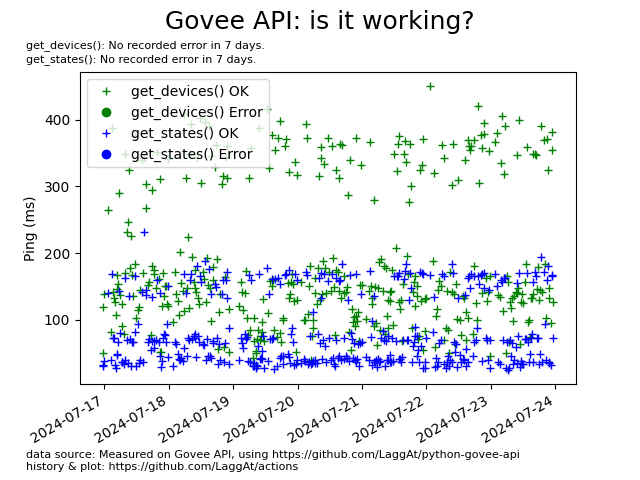 Govee API: is it working?
get_devices(): No recorded error in 7 days.
get_states(): No recorded error in 7 days.
get_devices() OK
get_devices() Error
get_states() OK
get_states() Error
Ping (ms)
400
300
200
100
2024-07-17
2024-07-18
2024-07-19
2024-07-20
2024-07-21
2024-07-22
2024-07-23
2024-07-24
data source: Measured on Govee API, using https://github.com/LaggAt/python-govee-api
history & plot: https://github.com/LaggAt/actions